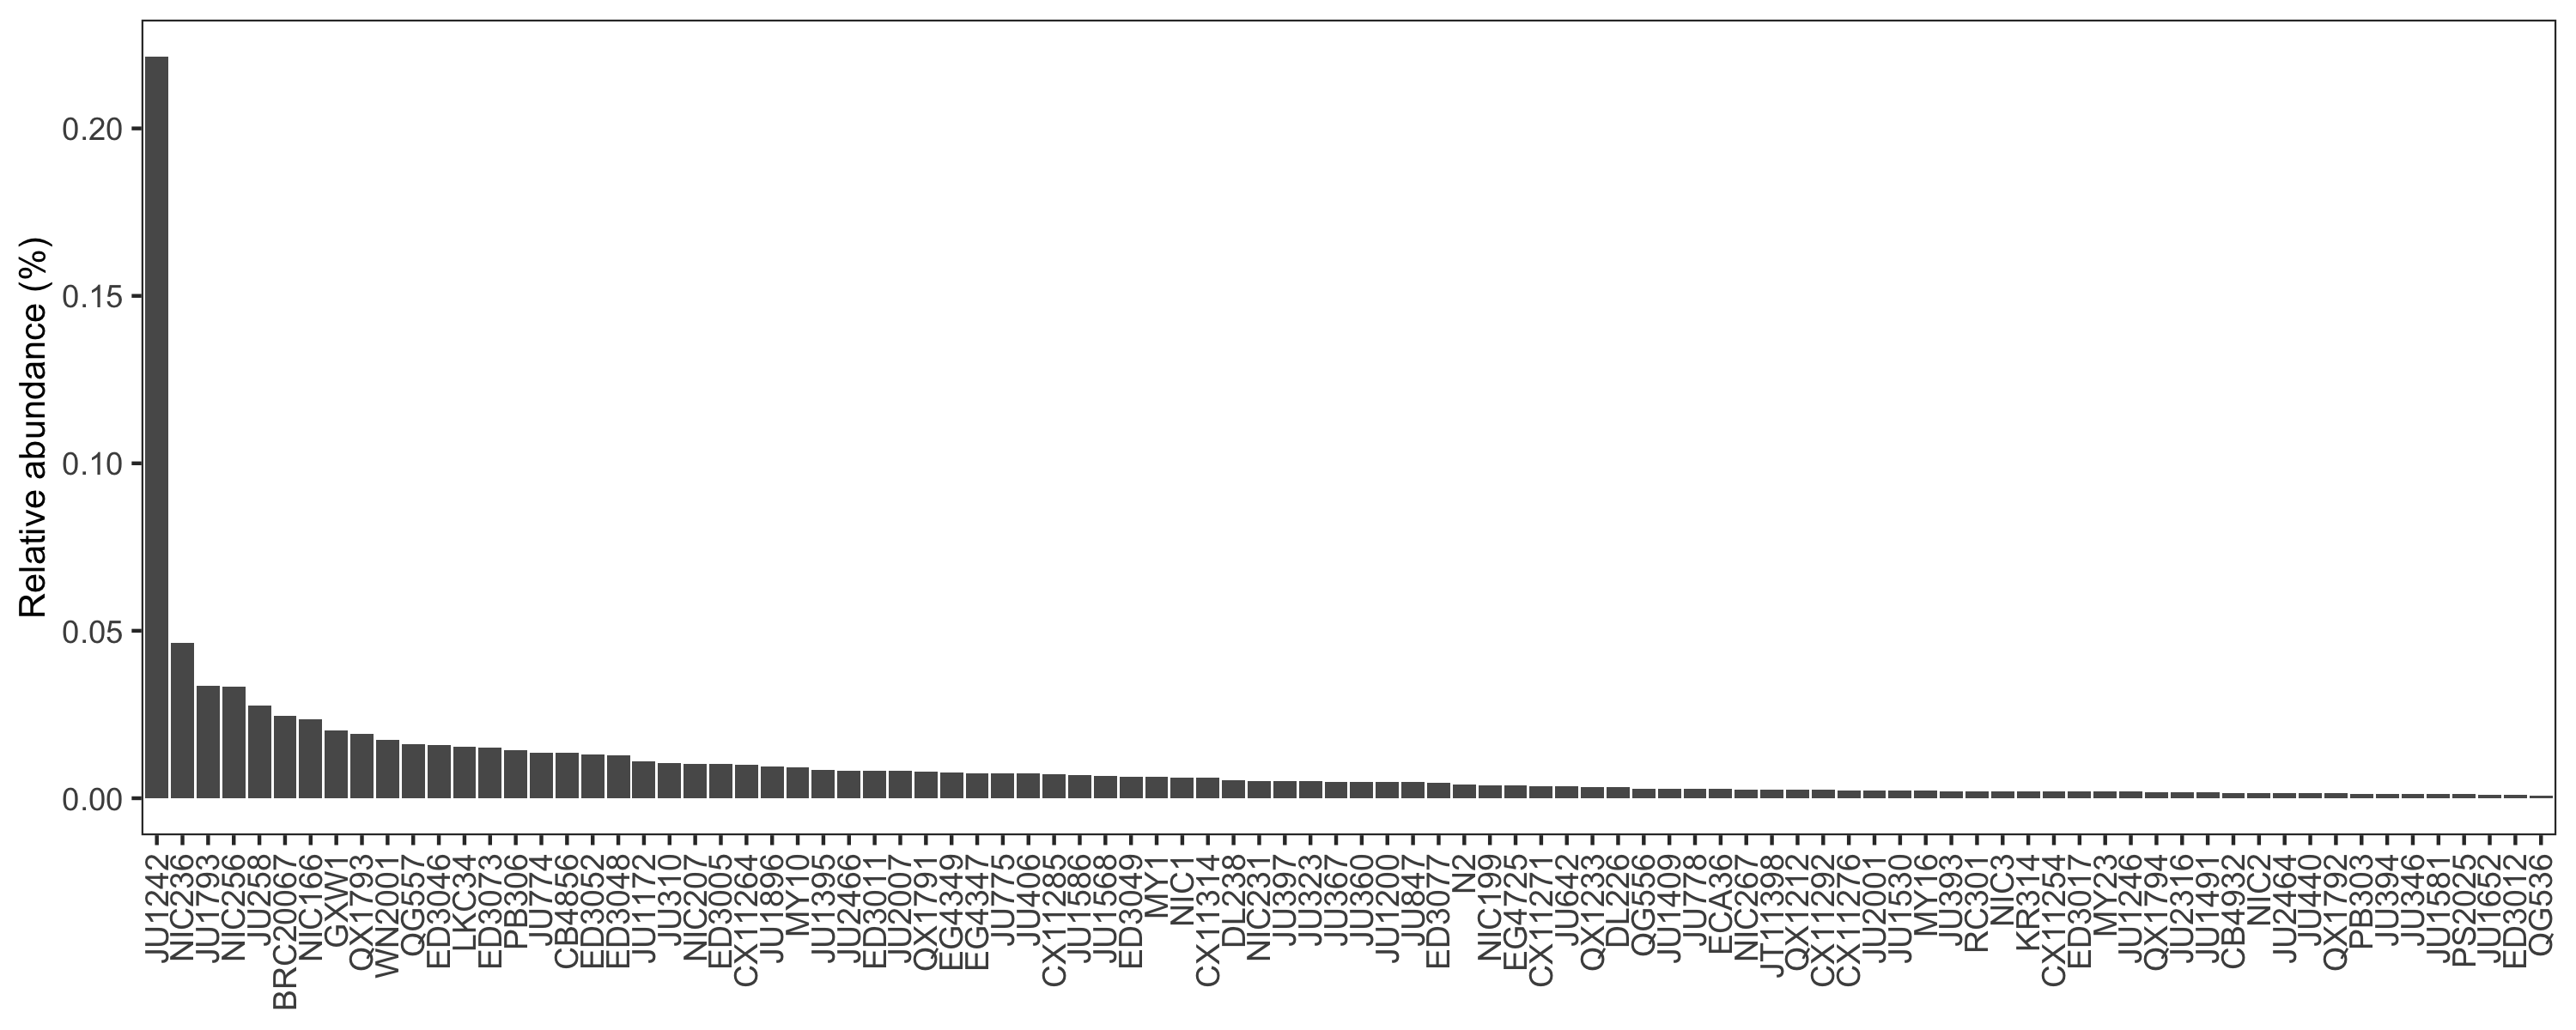 Relative abundance (%)
0.20
0.15
0.10
0.05
0.00
JU1242
NIC236
JU1793
NIC256
JU258
BRC20067
NIC166
GXW1
QX1793
WN2001
QG557
ED3046
LKC34
ED3073
PB306
JU774
CB4856
ED3052
ED3048
JU1172
JU310
NIC207
ED3005
CX11264
JU1896
MY10
JU1395
JU2466
ED3011
JU2007
QX1791
EG4349
EG4347
JU775
JU406
CX11285
JU1586
JU1568
ED3049
MY1
NIC1
CX11314
DL238
NIC231
JU397
JU323
JU367
JU360
JU1200
JU847
ED3077
N2
NIC199
EG4725
CX11271
JU642
QX1233
DL226
QG556
JU1409
JU778
ECA36
NIC267
JT11398
QX1212
CX11292
CX11276
JU2001
JU1530
MY16
JU393
RC301
NIC3
KR314
CX11254
ED3017
MY23
JU1246
QX1794
JU2316
JU1491
CB4932
NIC2
JU2464
JU440
QX1792
PB303
JU394
JU346
JU1581
PS2025
JU1652
ED3012
QG536